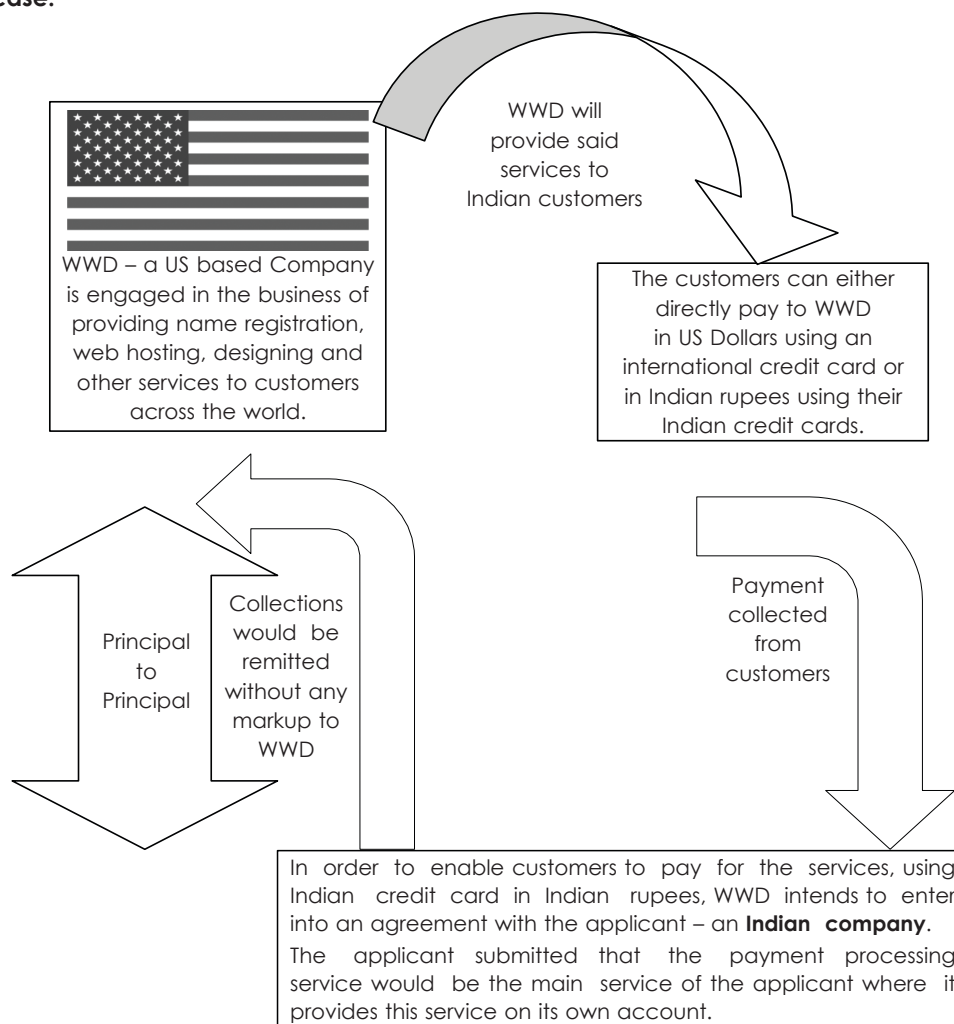 case:
WWD will
provide said
services to
Indian customers
WWD – a US based Company
is engaged in the business of
providing name registration,
web hosting, designing and
other services to customers
across the world.
The customers can either
directly pay to WWD
in US Dollars using an
international credit card or
in Indian rupees using their
Indian credit cards.
Principal
to
Principal
Collections
would be
remitted
without any
markup to
WWD
Payment
collected
from
customers
In order to enable customers to pay for the services, using
Indian credit card in Indian rupees, WWD intends to enter
into an agreement with the applicant – an Indian company.
The applicant submitted that the payment processing
service would be the main service of the applicant where it
provides this service on its own account.